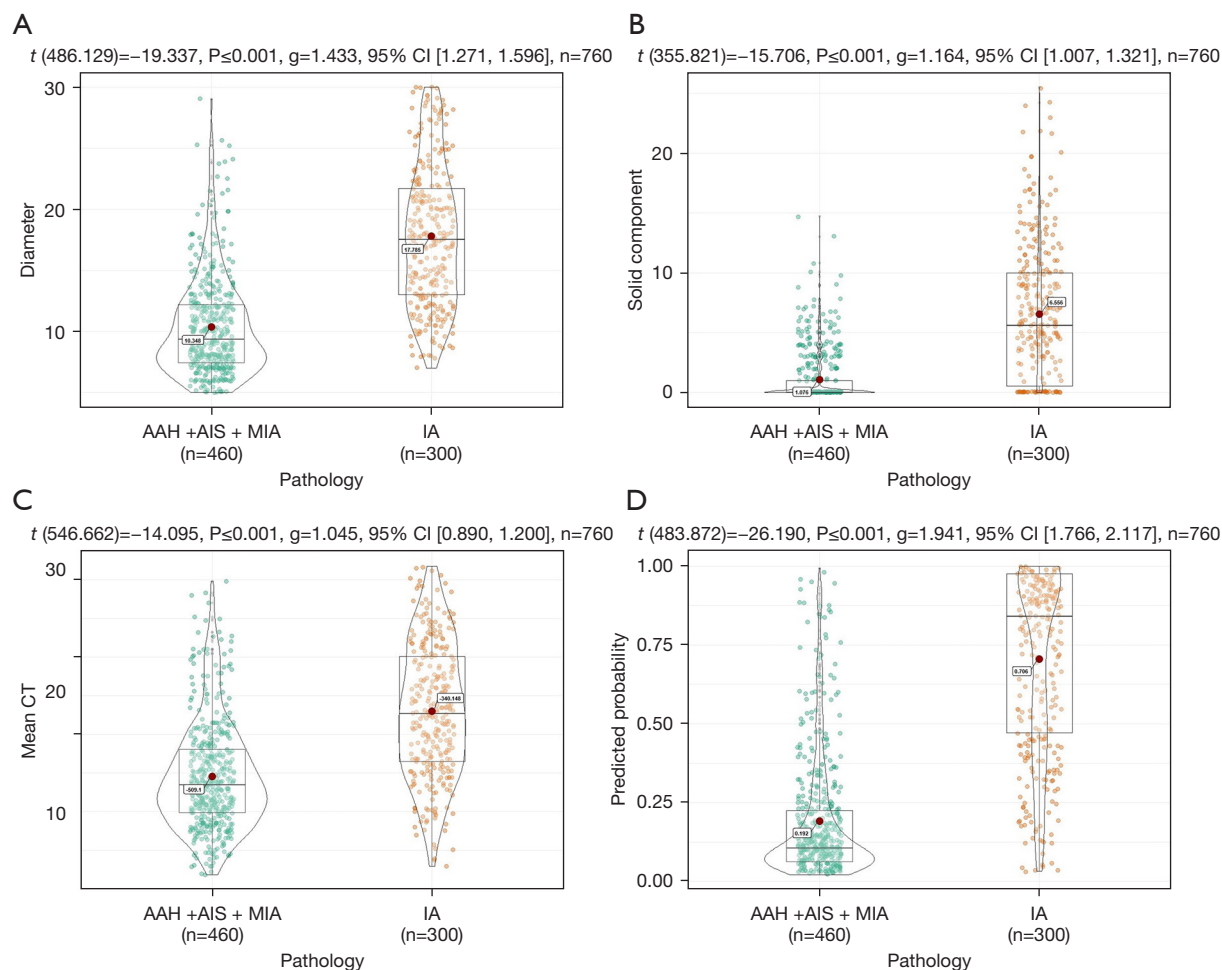 A
t (486.129)=−19.337, P≤0.001, g=1.433, 95% CI [1.271, 1.596], n=760
30
20
10
Diameter
17.785
10.348
AAH +AIS + MIA
(n=460)
IA
(n=300)
Pathology
B
t (355.821)=−15.706, P≤0.001, g=1.164, 95% CI [1.007, 1.321], n=760
20
10
0
Solid component
6.556
1.076
AAH +AIS + MIA
(n=460)
IA
(n=300)
Pathology
C
t (546.662)=−14.095, P≤0.001, g=1.045, 95% CI [0.890, 1.200], n=760
30
20
10
Mean CT
-340.148
-509.1
AAH +AIS + MIA
(n=460)
IA
(n=300)
Pathology
D
t (483.872)=−26.190, P≤0.001, g=1.941, 95% CI [1.766, 2.117], n=760
1.00
0.75
0.50
0.25
0.00
Predicted probability
0.706
0.192
AAH +AIS + MIA
(n=460)
IA
(n=300)
Pathology